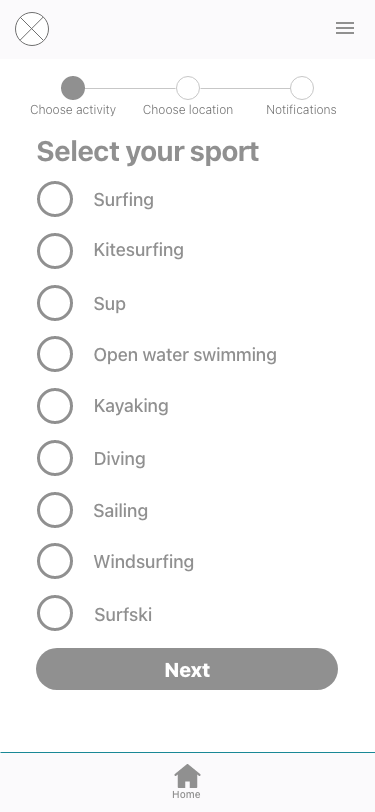 Choose activity
Choose location
Notifications
Select your sport
Surfing
Kitesurfing
Sup
Open water swimming
Kayaking
Diving
Sailing
Windsurfing
Surfski
Next
Home